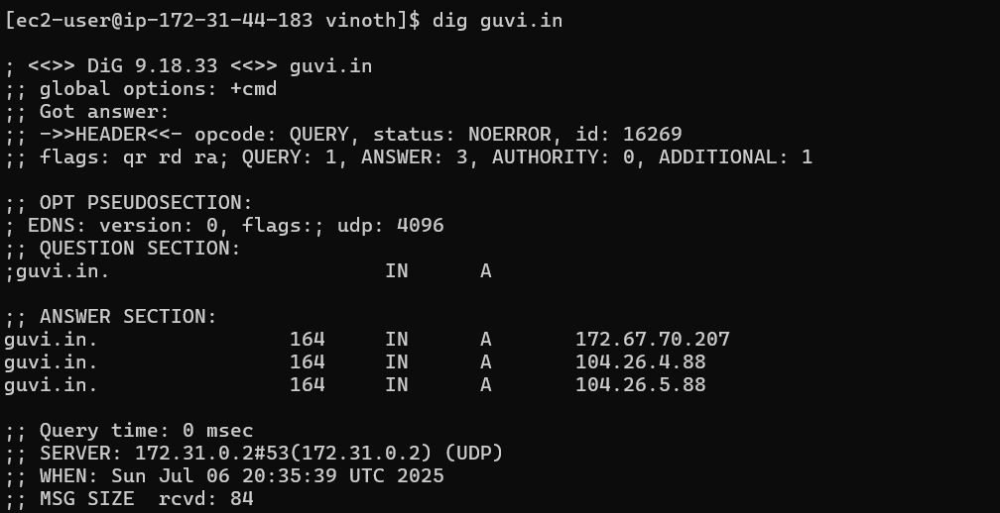 [ec2-user@ip-172-31-44-183 vinoth]$ dig guvi.in
; <<>> DiG 9.18.33 <<>> guvi.in
;; global options: +cmd
;; Got answer:
;; ->>HEADER<<- opcode: QUERY, status: NOERROR, id: 16269
;; flags: qr rd ra; QUERY: 1, ANSWER: 3, AUTHORITY: 0, ADDITIONAL: 1
;; OPT PSEUDOSECTION:
; EDNS: version: 0, flags:; udp: 4096
;; QUESTION SECTION:
;guvi.in. IN A
;; ANSWER SECTION:
guvi.in. 164 IN A 172.67.70.207
guvi.in. 164 IN A 104.26.4.88
guvi.in. 164 IN A 104.26.5.88
;; Query time: 0 msec
;; SERVER: 172.31.0.2#53(172.31.0.2) (UDP)
;; WHEN: Sun Jul 06 20:35:39 UTC 2025
;; MSG SIZE  rcvd: 84